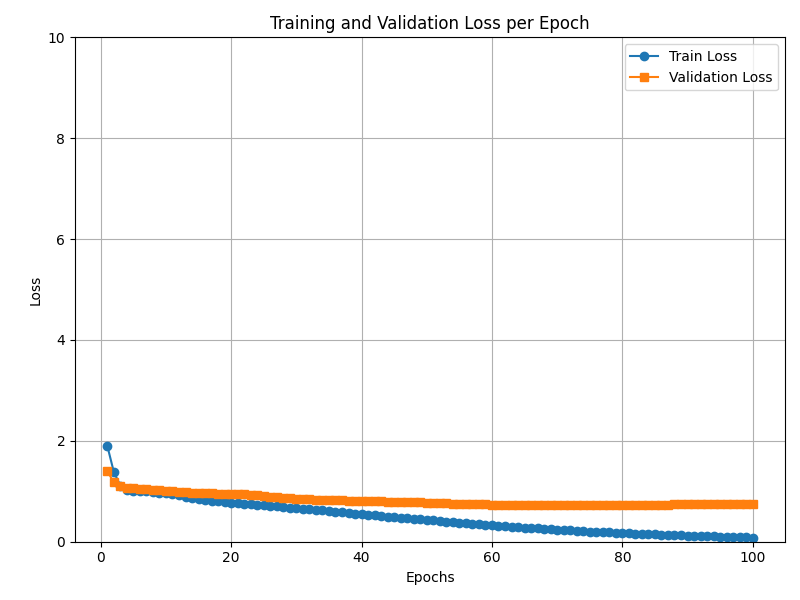 Training and Validation Loss per Epoch
Train Loss
Validation Loss
Loss
10
8
6
4
2
0
0 20 40 60 80 100
Epochs